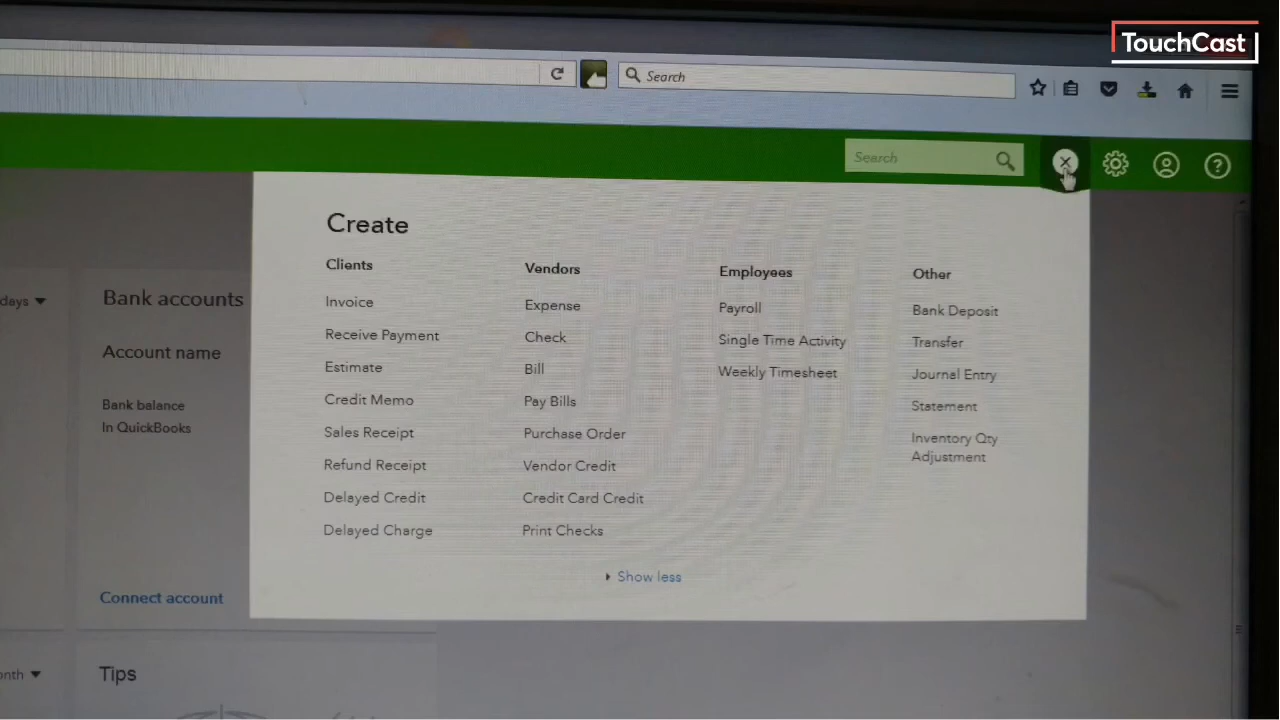 TouchCast
Search
Search
Create
Clients
Invoice
Receive Payment
Estimate
Credit Memo
Sales Receipt
Refund Receipt
Delayed Credit
Delayed Charge
Vendors
Expense
Check
Bill
Pay Bills
Purchase Order
Vendor Credit
Credit Card Credit
Print Checks
Employees
Payroll
Single Time Activity
Weekly Timesheet
Other
Bank Deposit
Transfer
Journal Entry
Statement
Inventory Qty
Adjustment
Show less
days
Bank accounts
Account name
Bank balance
In QuickBooks
Connect account
onth
Tips